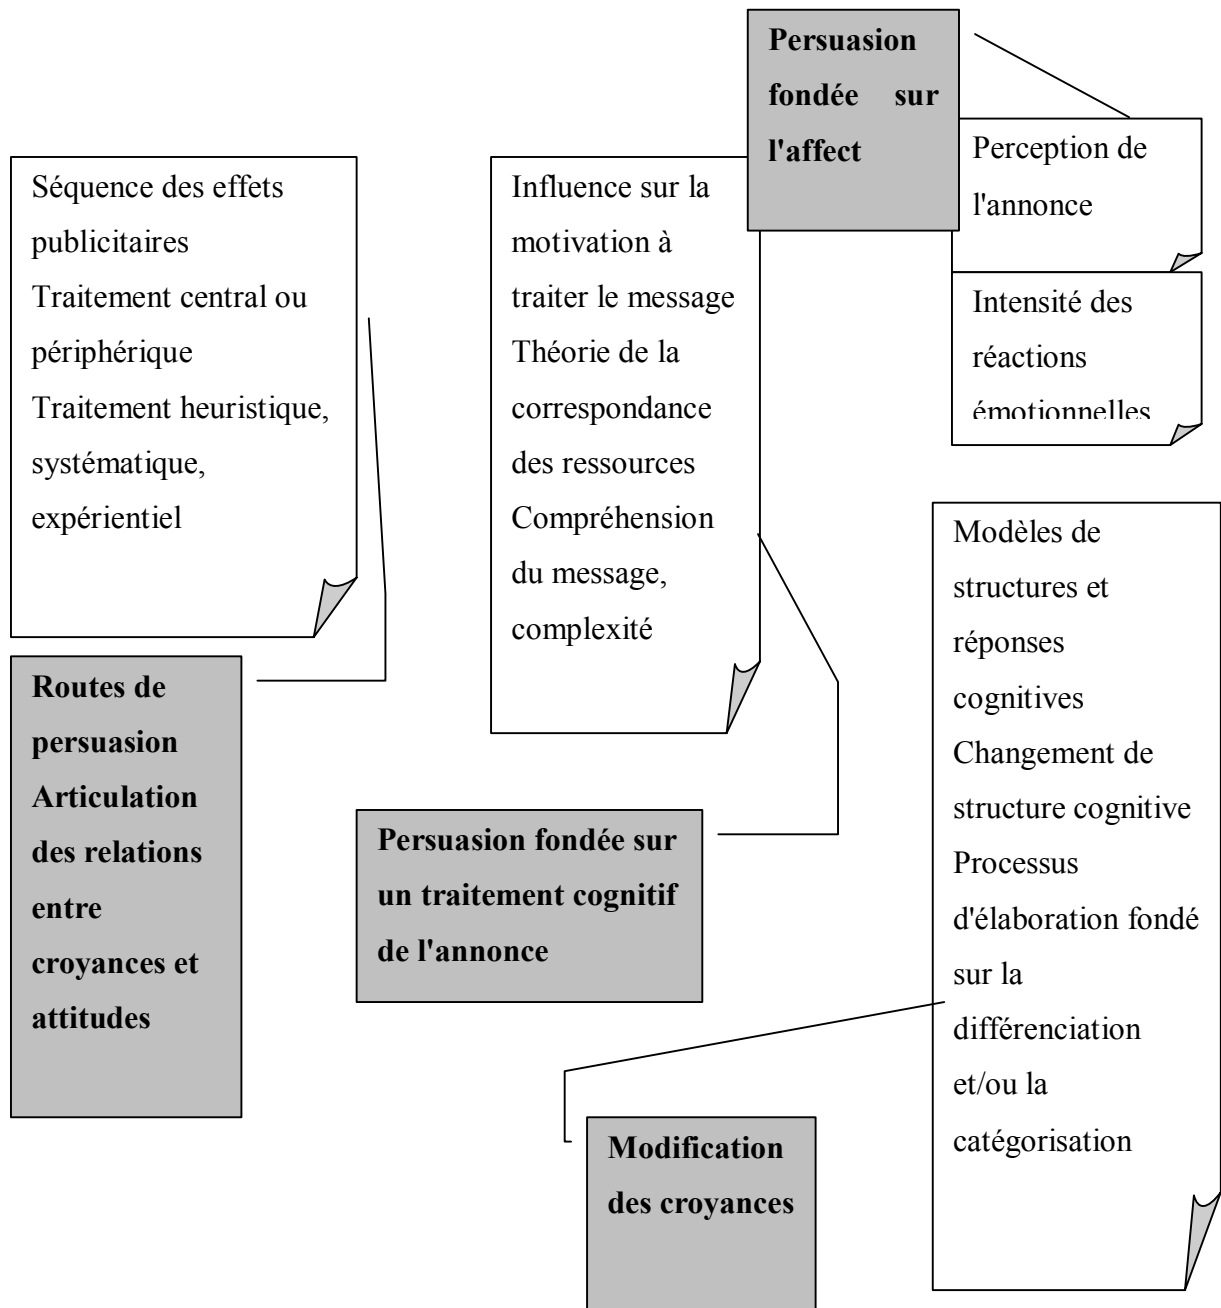 Persuasion
fondée sur
l'affect
Perception de
l'annonce
Séquence des effets
publicitaires
Traitement central ou
périphérique
Traitement heuristique,
systématique,
expérientiel
Influence sur la
motivation à
traiter le message
Théorie de la
correspondance
des ressources
Compréhension
du message,
complexité
Intensité des
réactions
émotionnelles
Modèles de
structures et
réponses
cognitives
Changement de
structure cognitive
Processus
d'élaboration fondé
sur la
différenciation
et/ou la
catégorisation
Routes de
persuasion
Articulation
des relations
entre
croyances et
attitudes
Persuasion fondée sur
un traitement cognitif
de l'annonce
Modification
des croyances